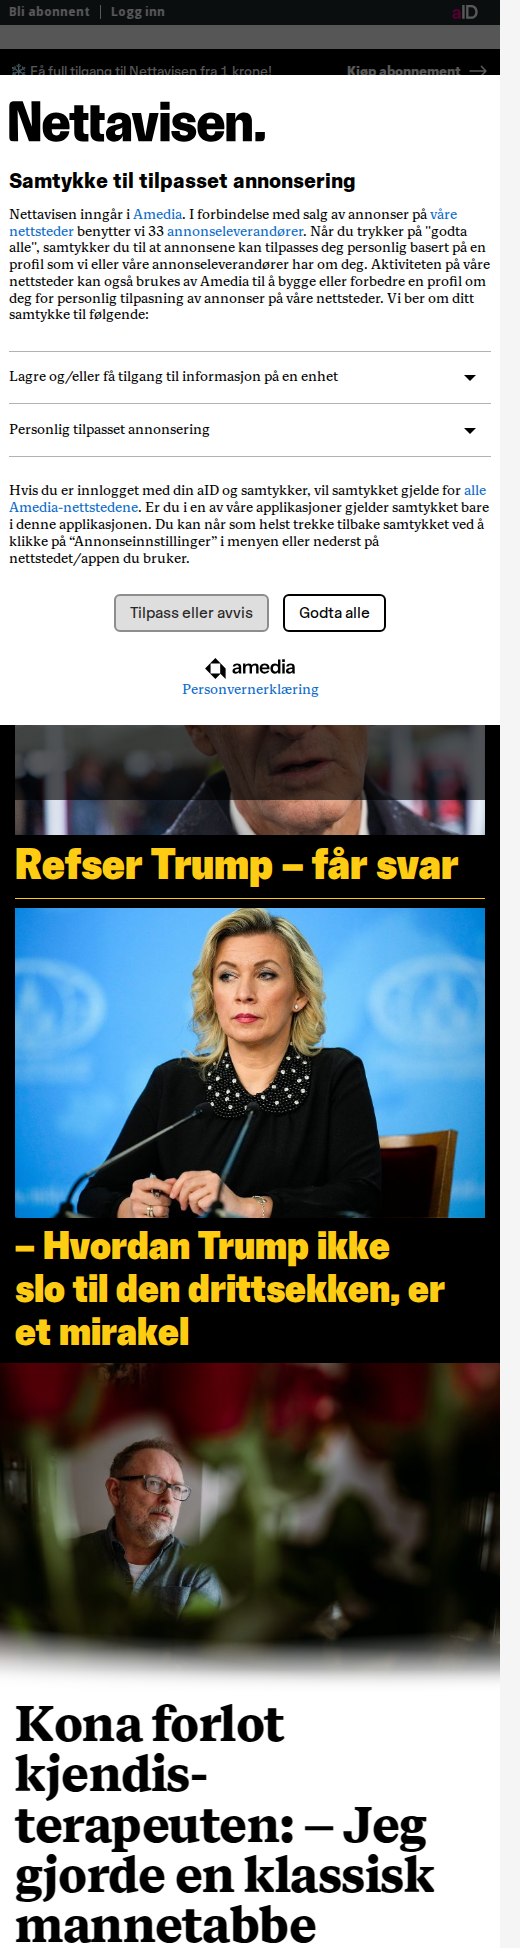 Bli abonnent | Logg inn
aID
Få full tilgang til Nettavisen fra 1 krone!
Kjøp abonnement →
Nettavisen.
Samtykke til tilpasset annonsering
Nettavisen inngår i Amedia. I forbindelse med salg av annonser på våre
nettsteder benytter vi 33 annonseleverandører. Når du trykker på "godta
alle", samtykker du til at annonsene kan tilpasses deg personlig basert på en
profil som vi eller våre annonseleverandører har om deg. Aktiviteten på våre
nettsteder kan også brukes av Amedia til å bygge eller forbedre en profil om
deg for personlig tilpasning av annonser på våre nettsteder. Vi ber om ditt
samtykke til følgende:
Lagre og/eller få tilgang til informasjon på en enhet
Personlig tilpasset annonsering
Hvis du er innlogget med din aID og samtykker, vil samtykket gjelde for alle
Amedia-nettstedene. Er du i en av våre applikasjoner gjelder samtykket bare
i denne applikasjonen. Du kan når som helst trekke tilbake samtykket ved å
klikke på “Annonseinnstillinger” i menyen eller nederst på
nettstedet/appen du bruker.
Tilpass eller avvis
Godta alle
amedia
Personvernerklæring
Refser Trump – får svar
– Hvordan Trump ikke
slo til den drittsekken, er
et mirakel
Kona forlot
kjendis-
terapeuten: – Jeg
gjorde en klassisk
mannetabbe